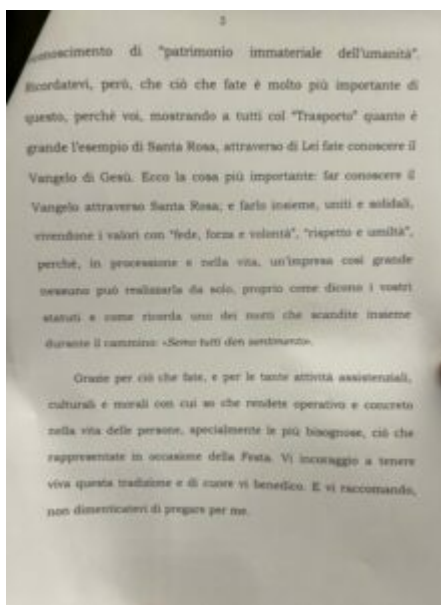 2
conoscimento di "patrimonio immateriale dell'umanità".
Ricordatevi, però, che ciò che fate è molto più importante di
questo, perchè voi, mostrando a tutti col "Trasporto" quanto è
grande l'esempio di Santa Rosa, attraverso di Lei fate conoscere il
Vangelo di Gesù. Ecco la cosa più importante: far conoscere il
Vangelo attraverso Santa Rosa; e farlo insieme, uniti e solidali,
vivendone i valori con "fede, forza e volontà", "rispetto e umiltà",
perchè, in processione e nella vita, un'impresa così grande
nessuno può realizzarla da solo, proprio come dicono i vostri
statuti e come ricorda uno dei motti che scandite insieme
durante il cammino: «Semo tutti d'en sentimento».
Grazie per ciò che fate, e per le tante attività assistenziali,
culturali e morali con cui so che rendete operativo e concreto
nella vita delle persone, specialmente le più bisognose, ciò che
rappresentate in occasione della Festa. Vi incoraggio a tenere
viva questa tradizione e di cuore vi benedico. E vi raccomando,
non dimenticatevi di pregare per me.